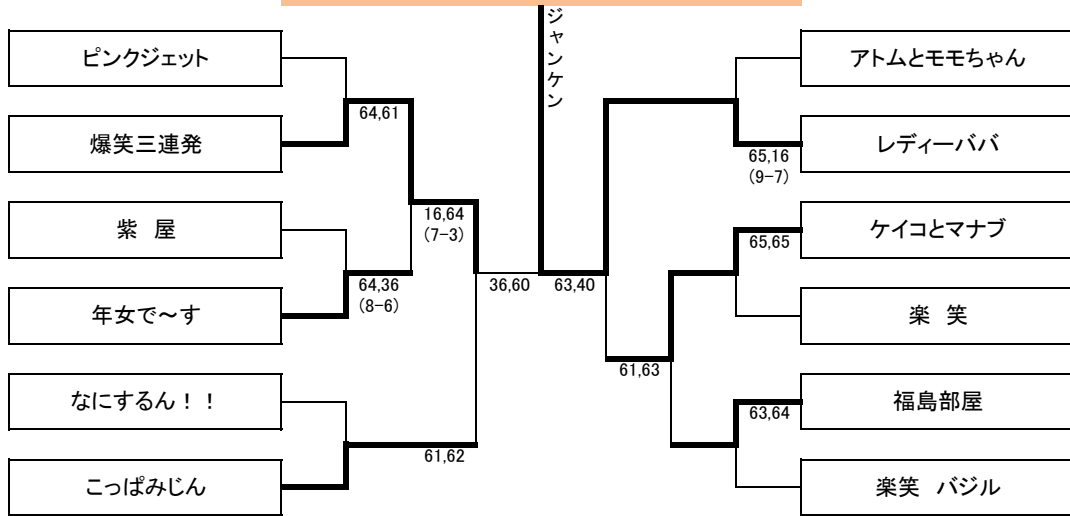 ジャンケン
ピンクジェット
爆笑三連発
紫　屋
年女で～す
なにするん！！
こっぱみじん
64,61
64,36
(8-6)
16,64
(7-3)
61,62
36,60
63,40
61,63
65,16
(9-7)
65,65
63,64
アトムとモモちゃん
レディーババ
ケイコとマナブ
楽　笑
福島部屋
楽笑　バジル